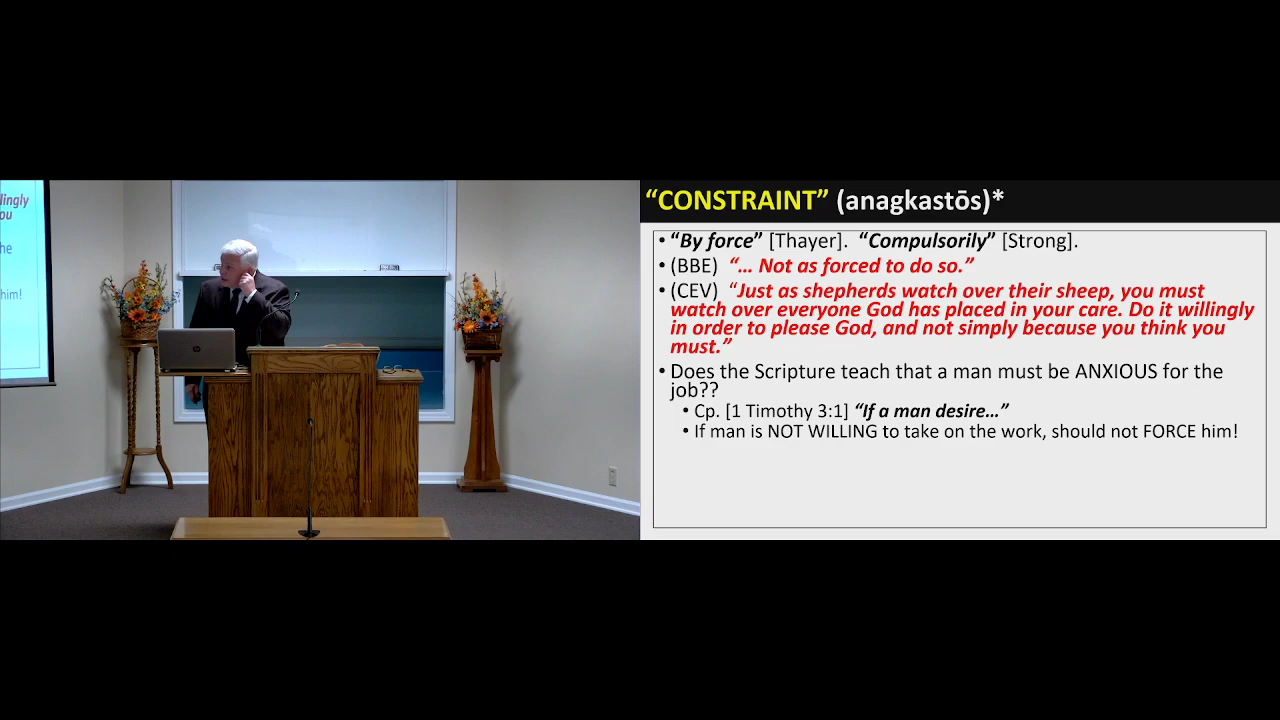 llingly
ou
he
him!
“CONSTRAINT” (anagkastōs)*
• “By force” [Thayer]. “Compulsorily” [Strong].
• (BBE) “… Not as forced to do so.”
• (CEV) “Just as shepherds watch over their sheep, you must
watch over everyone God has placed in your care. Do it willingly
in order to please God, and not simply because you think you
must.”
• Does the Scripture teach that a man must be ANXIOUS for the
job??
• Cp. [1 Timothy 3:1] “If a man desire…”
• If man is NOT WILLING to take on the work, should not FORCE him!